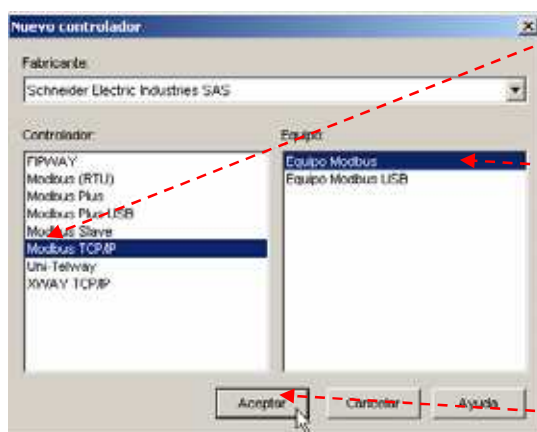 Nuevo controlador
Fabricante:
Schneider Electric Industries SAS
Controlador:
FIPWAY
Modbus (RTU)
Modbus Plus
Modbus Plus USB
Modbus Slave
Modbus TCP/IP
Uni-Telway
XWAY TCP/IP
Equipo:
Equipo Modbus
Equipo Modbus USB
Aceptar
Cancelar
Ayuda